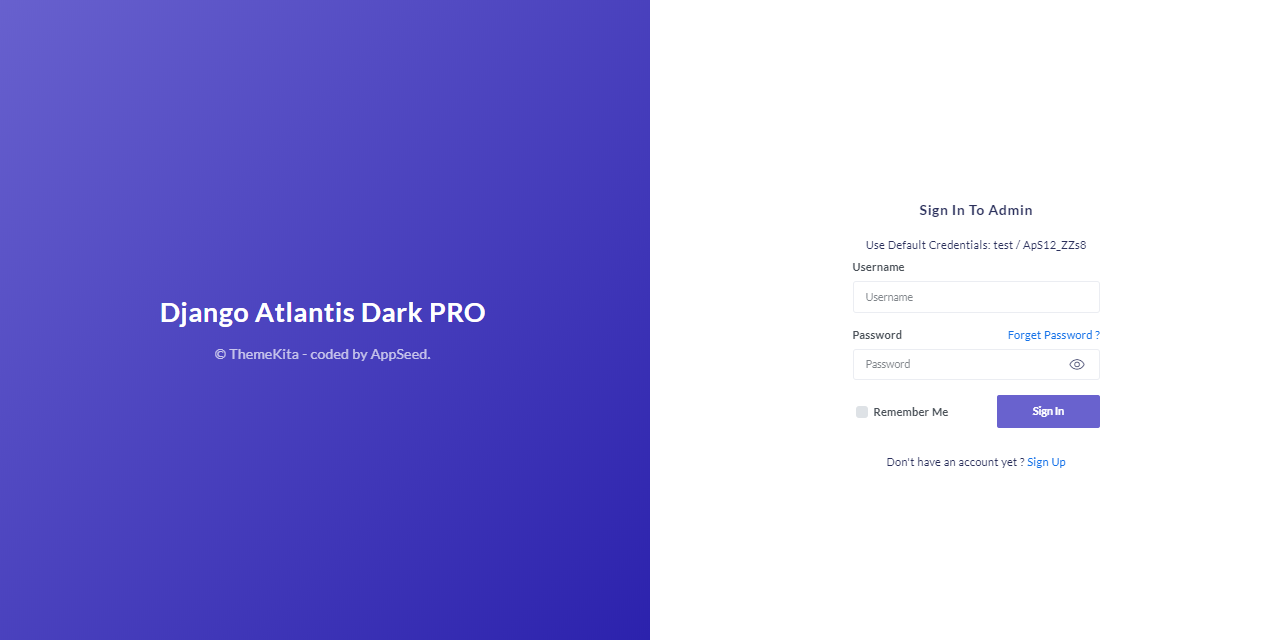 Django Atlantis Dark PRO
© ThemeKita - coded by AppSeed.
Sign In To Admin
Use Default Credentials: test / ApS12_ZZs8
Username
Username
Password Forget Password ?
Password
Remember Me Sign In
Don't have an account yet ? Sign Up